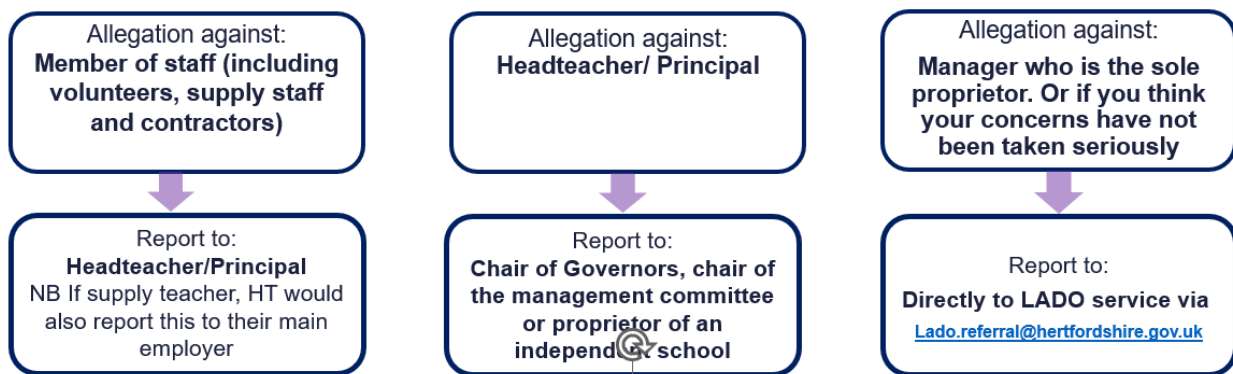 Allegation against:
Member of staff (including
volunteers, supply staff
and contractors)
Report to:
Headteacher/Principal
NB If supply teacher, HT would
also report this to their main
employer
Allegation against:
Headteacher/ Principal
Report to:
Chair of Governors, chair of
the management committee
or proprietor of an
independent school
Allegation against:
Manager who is the sole
proprietor. Or if you think
your concerns have not
been taken seriously
Report to:
Directly to LADO service via
Lado.referral@hertfordshire.gov.uk